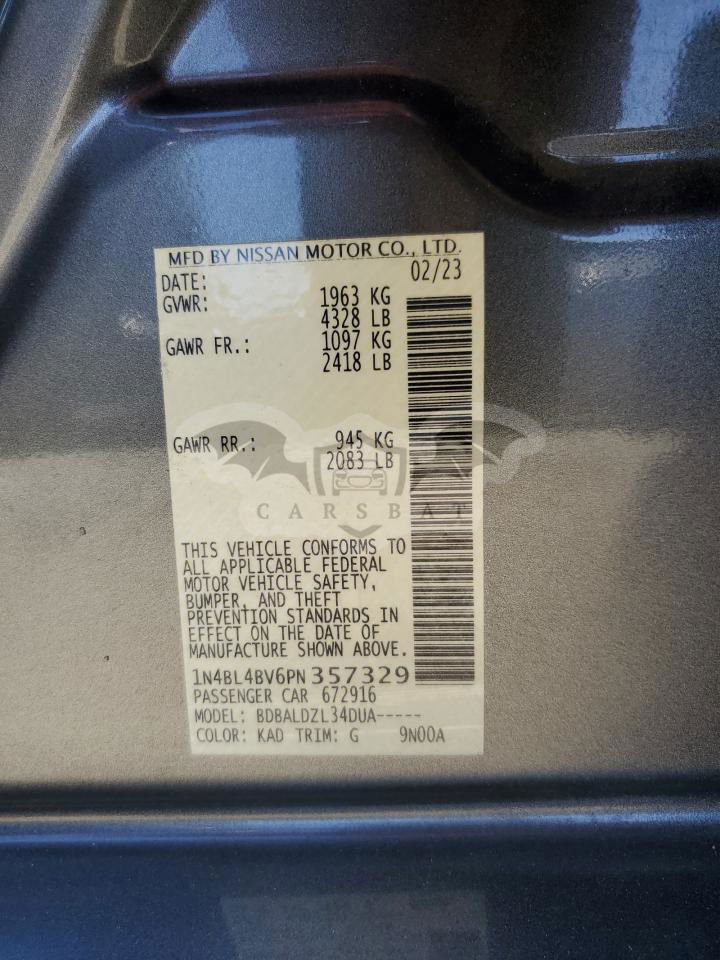 MFD BY NISSAN MOTOR CO., LTD.
DATE: 02/23
GVWR: 1963 KG
4328 LB
GAWR FR.: 1097 KG
2418 LB
GAWR RR.: 945 KG
2083 LB
CARSBAT
THIS VEHICLE CONFORMS TO
ALL APPLICABLE FEDERAL
MOTOR VEHICLE SAFETY,
BUMPER, AND THEFT
PREVENTION STANDARDS IN
EFFECT ON THE DATE OF
MANUFACTURE SHOWN ABOVE.
1N4BL4BV6PN357329
PASSENGER CAR 672916
MODEL: BDBALDZL34DUA-----
COLOR: KAD TRIM: G 9N00A